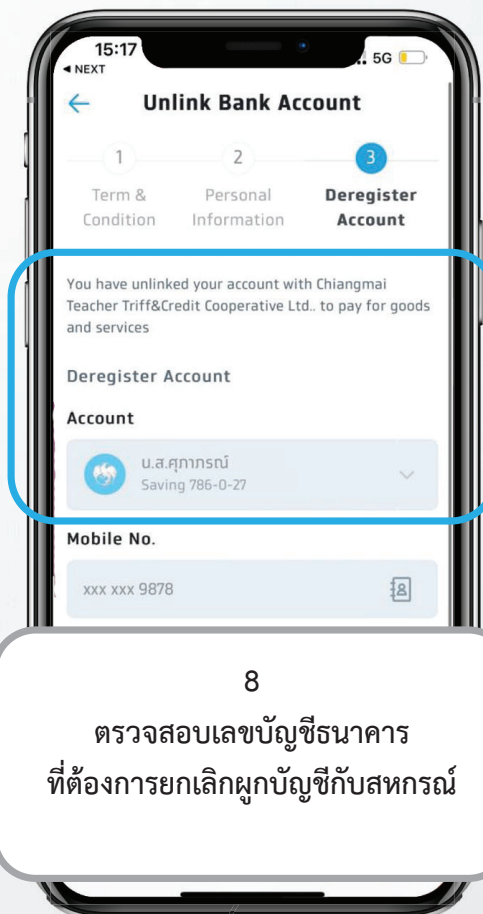 15:17
5G
◄ NEXT
← Unlink Bank Account
1 2 3
Term & Condition
Personal Information
Deregister Account
You have unlinked your account with Chiangmai
Teacher Triff&Credit Cooperative Ltd.. to pay for goods
and services
Deregister Account
Account
น.ส.ศุภาภรณ์
Saving 786-0-27
Mobile No.
xxx xxx 9878
8
ตรวจสอบเลขบัญชีธนาคาร
ที่ต้องการยกเลิกผูกบัญชีกับสหกรณ์